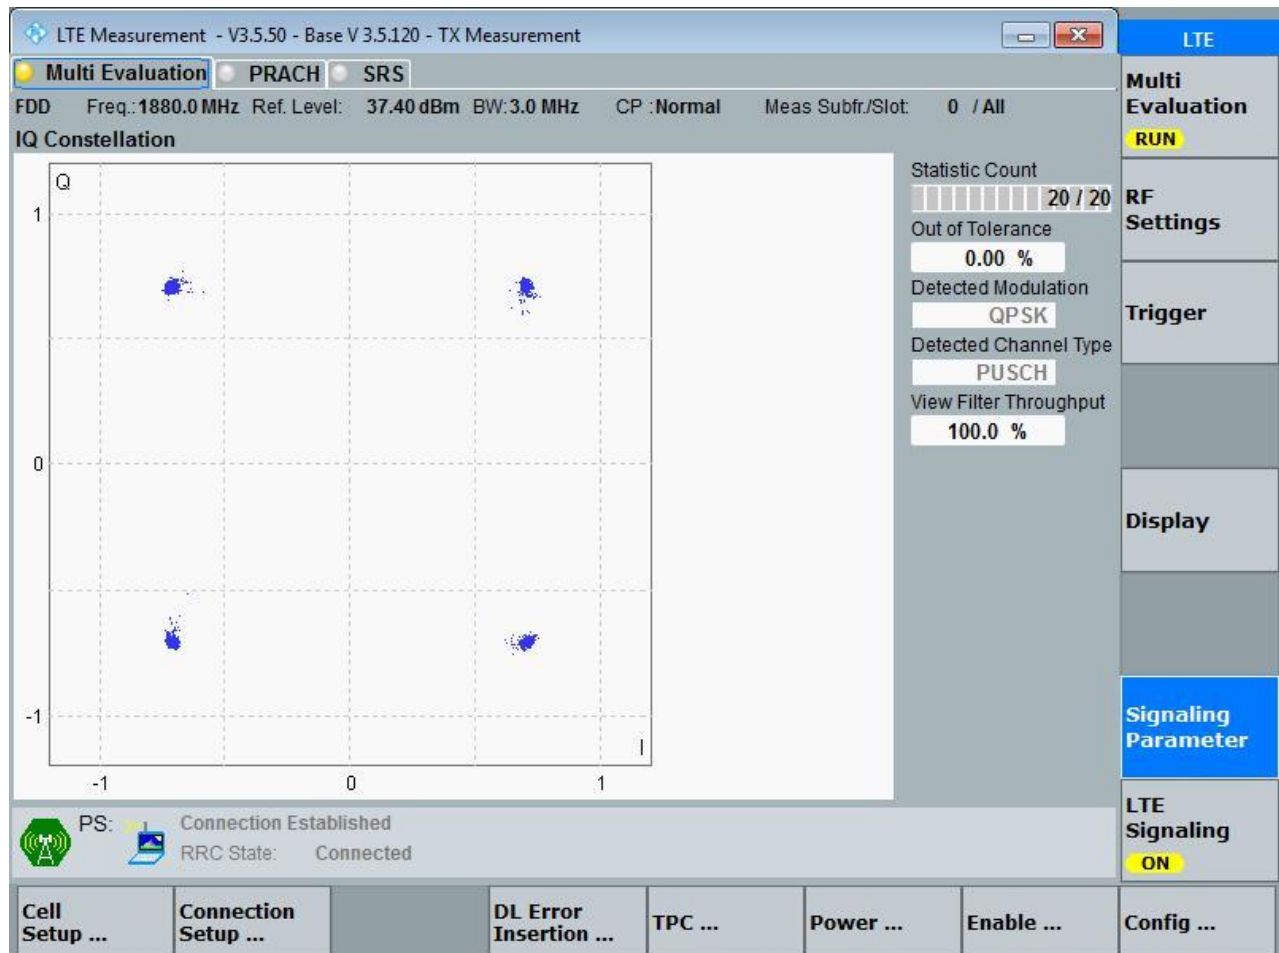 LTE Measurement - V3.5.50 - Base V 3.5.120 - TX Measurement
LTE
Multi Evaluation PRACH SRS
FDD Freq.: 1880.0 MHz Ref. Level: 37.40 dBm BW: 3.0 MHz CP : Normal Meas Subfr./Slot: 0 / All
IQ Constellation
Q
1
0
-1
I
-1 0 1
Statistic Count
20 / 20
Out of Tolerance
0.00 %
Detected Modulation
QPSK
Detected Channel Type
PUSCH
View Filter Throughput
100.0 %
Multi
Evaluation
RUN
RF
Settings
Trigger
Display
Signaling
Parameter
LTE
Signaling
ON
PS: Connection Established
RRC State: Connected
Cell
Setup ...
Connection
Setup ...
DL Error
Insertion ...
TPC ...
Power ...
Enable ...
Config ...